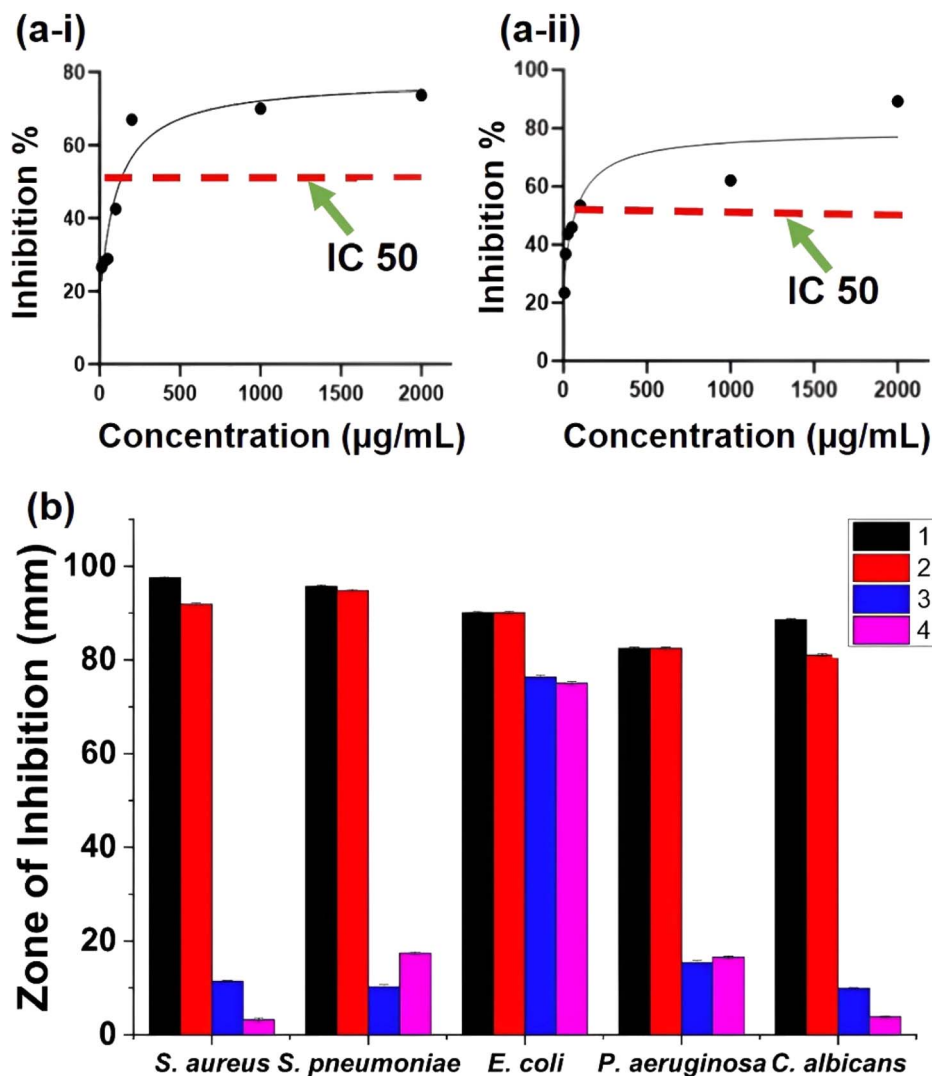 (a-i)
80
60
40
20
0
Inhibition %
IC 50
0 500 1000 1500 2000
Concentration (µg/mL)
(a-ii)
100
80
60
40
20
0
Inhibition %
IC 50
0 500 1000 1500 2000
Concentration (µg/mL)
(b)
100
80
60
40
20
0
Zone of Inhibition (mm)
1
2
3
4
S. aureus S. pneumoniae E. coli P. aeruginosa C. albicans